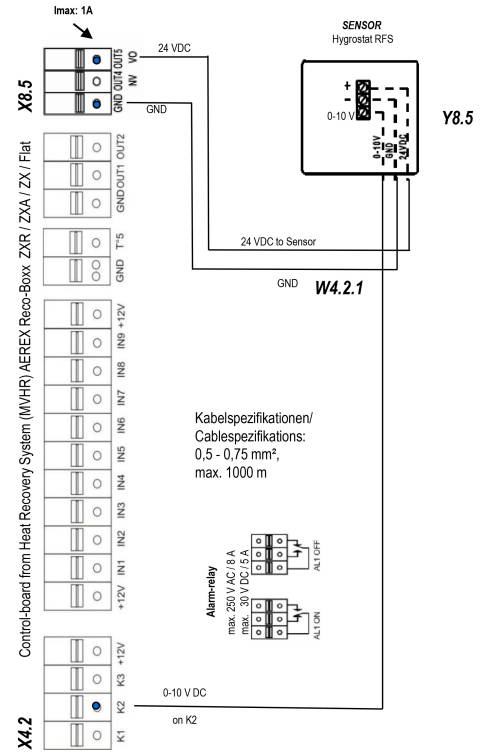 Imax: 1A
SENSOR
Hygrostat RFS
X8.5
OUT5 VO
OUT4 NV
GND
24 VDC
GND
+
-
0-10 V
0-10V
GND
24VDC
Y8.5
Control-board from Heat Recovery System (MVHR) AEREX Reco-Boxx ZXR / ZXA / ZX / Flat
OUT2
OUT1
GND
T°5
GND
24 VDC to Sensor
GND
W4.2.1
+12V
IN9
IN8
IN7
IN6
IN5
IN4
IN3
IN2
IN1
+12V
Kabelspezifikationen/
Cablespezifikations:
0,5 - 0,75 mm²,
max. 1000 m
Alarm-relay
max. 250 V AC / 8 A
max. 30 V DC / 5 A
AL1 OFF
AL1 ON
X4.2
+12V
K3
K2
K1
0-10 V DC
on K2